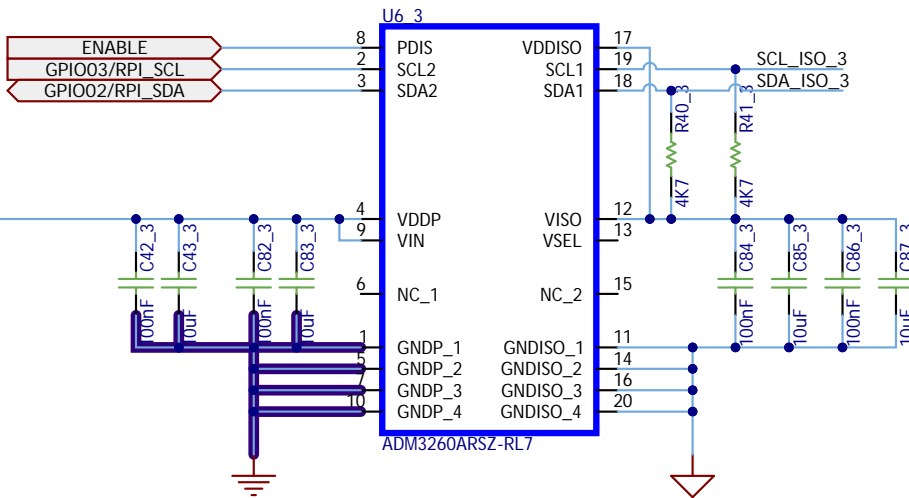 U6_3
ENABLE
8
PDIS
VDDISO
17
GPIO03/RPI_SCL
2
SCL2
SCL1
19
SCL_ISO_3
GPIO02/RPI_SDA
3
SDA2
SDA1
18
SDA_ISO_3
R40_3
4K7
R41_3
4K7
4
VDDP
VISO
12
9
VIN
VSEL
13
C42_3
100nF
C43_3
10uF
C82_3
100nF
C83_3
10uF
6
NC_1
NC_2
15
C84_3
100nF
C85_3
10uF
C86_3
100nF
C87_3
10uF
1
GNDP_1
GNDISO_1
11
5
GNDP_2
GNDISO_2
14
7
GNDP_3
GNDISO_3
16
10
GNDP_4
GNDISO_4
20
ADM3260ARSZ-RL7